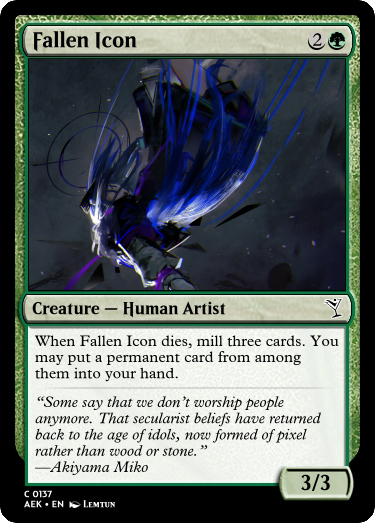 Fallen Icon 2
Creature — Human Artist
When Fallen Icon dies, mill three cards. You
may put a permanent card from among
them into your hand.
“Some say that we don’t worship people
anymore. That secularist beliefs have returned
back to the age of idols, now formed of pixel
rather than wood or stone.”
—Akiyama Miko
3/3
C 0137
AEK • EN Lemtun